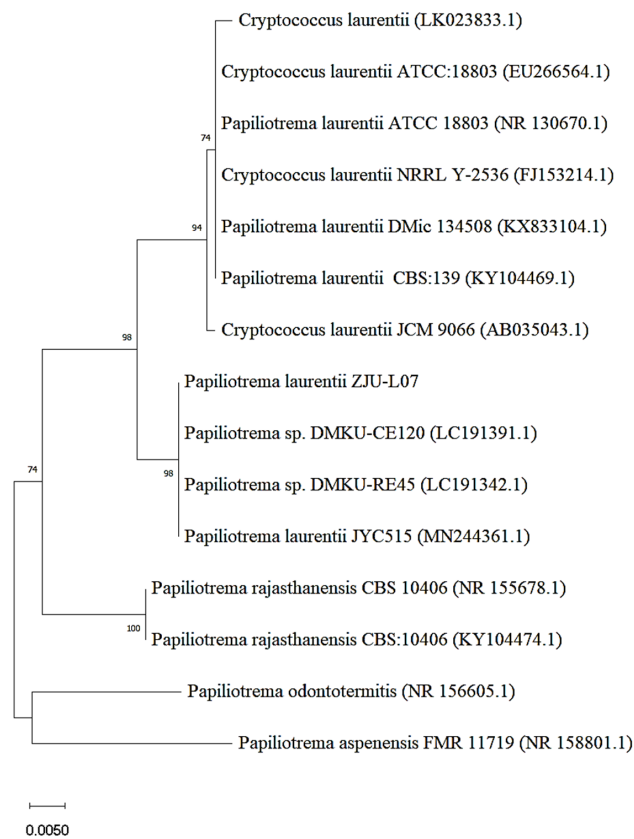 Cryptococcus laurentii (LK023833.1)
Cryptococcus laurentii ATCC:18803 (EU266564.1)
Papiliotrema laurentii ATCC 18803 (NR 130670.1)
74
Cryptococcus laurentii NRRL Y-2536 (FJ153214.1)
Papiliotrema laurentii DMic 134508 (KX833104.1)
94
Papiliotrema laurentii CBS:139 (KY104469.1)
Cryptococcus laurentii JCM 9066 (AB035043.1)
98
Papiliotrema laurentii ZJU-L07
Papiliotrema sp. DMKU-CE120 (LC191391.1)
98
Papiliotrema sp. DMKU-RE45 (LC191342.1)
74
Papiliotrema laurentii JYC515 (MN244361.1)
Papiliotrema rajasthanensis CBS 10406 (NR 155678.1)
100
Papiliotrema rajasthanensis CBS:10406 (KY104474.1)
Papiliotrema odontotermitis (NR 156605.1)
Papiliotrema aspenensis FMR 11719 (NR 158801.1)
0.0050